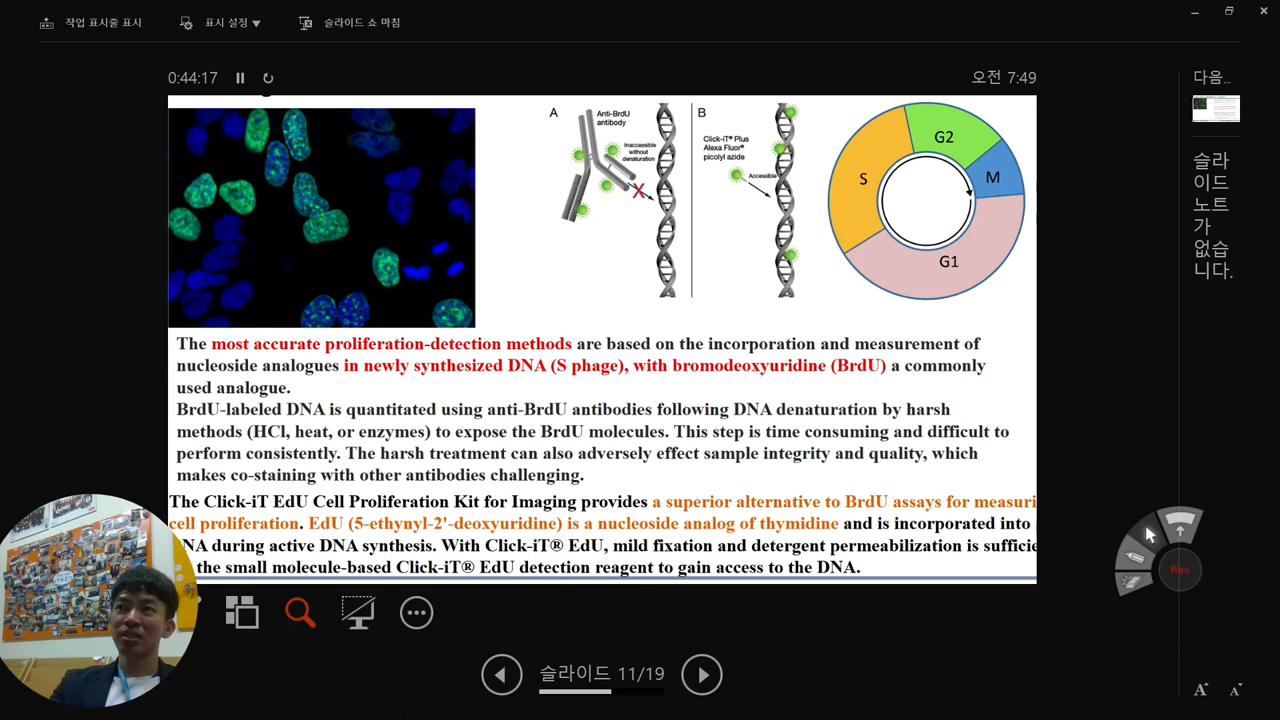 작업 표시줄 표시
표시 설정 ▼
슬라이드 쇼 마침
0:44:17
오전 7:49
다음...
A
Anti-BrdU
antibody
Inaccessible
without
denaturation
B
Click-iT® Plus
Alexa Fluor®
picolyl azide
Accessible
G2
S
M
G1
The most accurate proliferation-detection methods are based on the incorporation and measurement of
nucleoside analogues in newly synthesized DNA (S phage), with bromodeoxyuridine (BrdU) a commonly
used analogue.
BrdU-labeled DNA is quantitated using anti-BrdU antibodies following DNA denaturation by harsh
methods (HCl, heat, or enzymes) to expose the BrdU molecules. This step is time consuming and difficult to
perform consistently. The harsh treatment can also adversely effect sample integrity and quality, which
makes co-staining with other antibodies challenging.
The Click-iT EdU Cell Proliferation Kit for Imaging provides a superior alternative to BrdU assays for measuri
cell proliferation. EdU (5-ethynyl-2'-deoxyuridine) is a nucleoside analog of thymidine and is incorporated into
NA during active DNA synthesis. With Click-iT® EdU, mild fixation and detergent permeabilization is sufficie
the small molecule-based Click-iT® EdU detection reagent to gain access to the DNA.
슬라
이드
노트
가
없습
니다.
Rec
슬라이드 11/19
A A